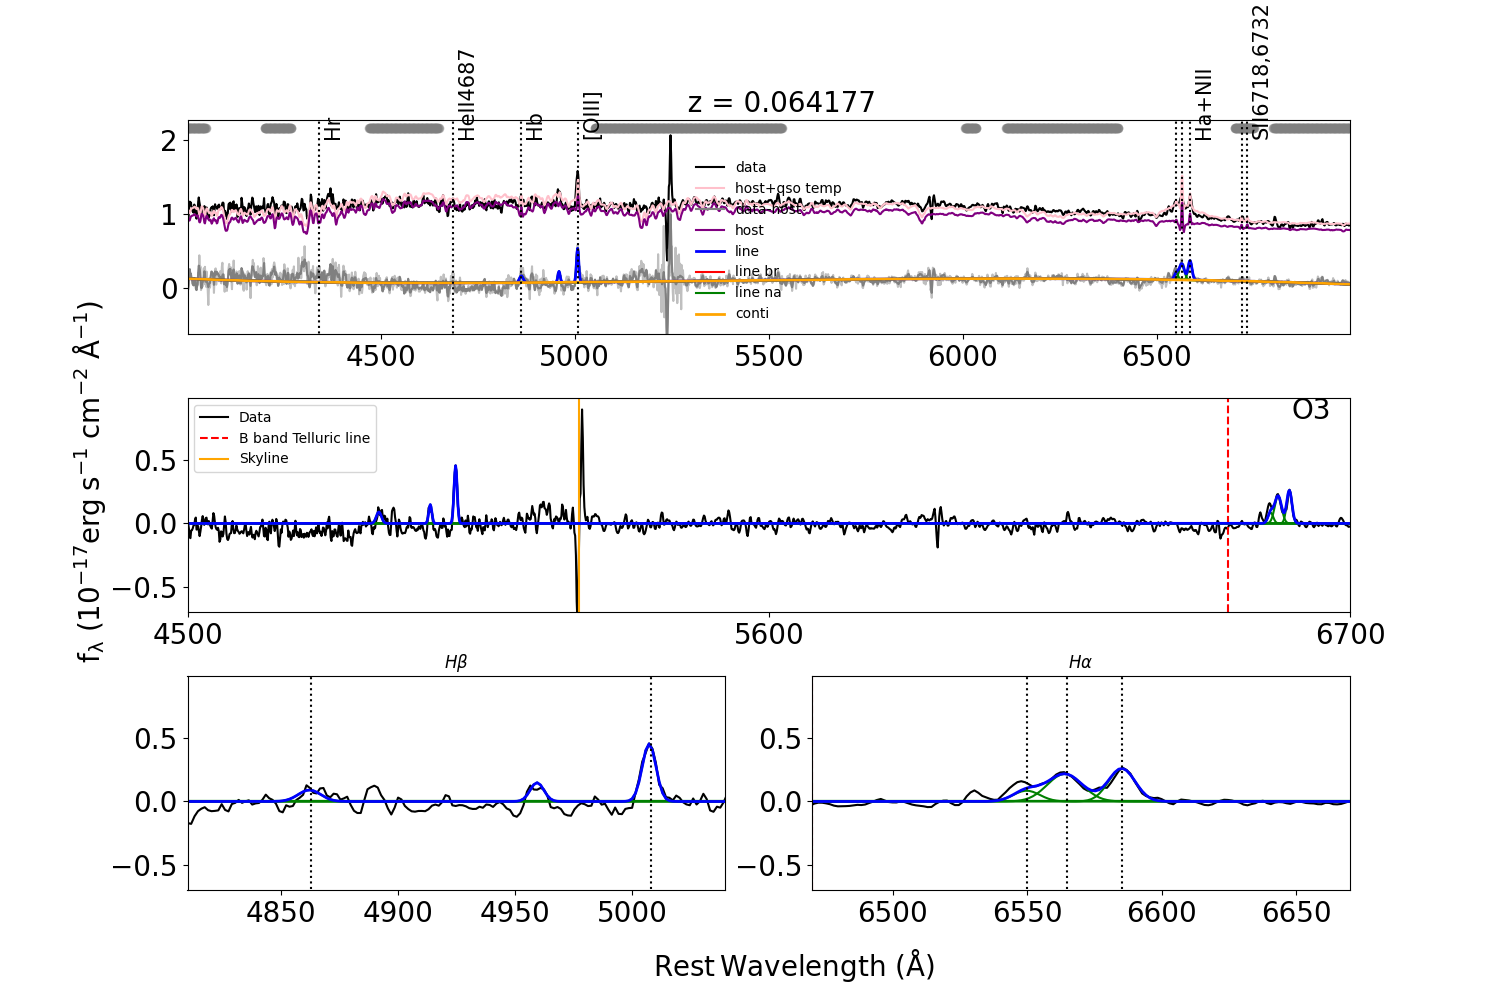 z = 0.064177
Hr
HeII4687
Hb
[OIII]
Ha+NII
SII6718,6732
2
1
0
data
host+qso temp
data-host
host
line
line br
line na
conti
4500
5000
5500
6000
6500
f_λ (10^{-17}erg s^{-1} cm^{-2} Å^{-1})
O3
Data
B band Telluric line
Skyline
0.5
0.0
−0.5
4500
5600
6700
Hβ
0.5
0.0
−0.5
4850
4900
4950
5000
Hα
0.5
0.0
−0.5
6500
6550
6600
6650
Rest Wavelength (Å)